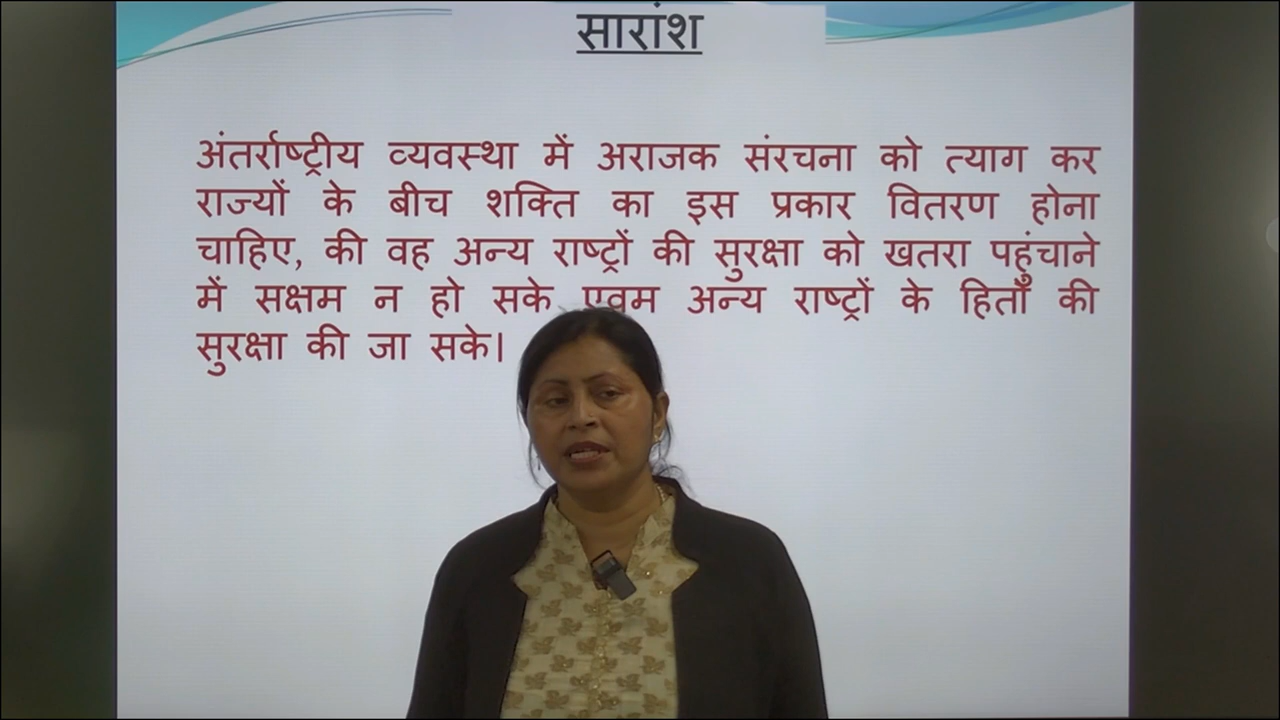 सारांश
अंतर्राष्ट्रीय व्यवस्था में अराजक संरचना को त्याग कर
राज्यों के बीच शक्ति का इस प्रकार वितरण होना
चाहिए, की वह अन्य राष्ट्रों की सुरक्षा को खतरा पहुंचाने
में सक्षम न हो सके एवम अन्य राष्ट्रों के हितों की
सुरक्षा की जा सके।